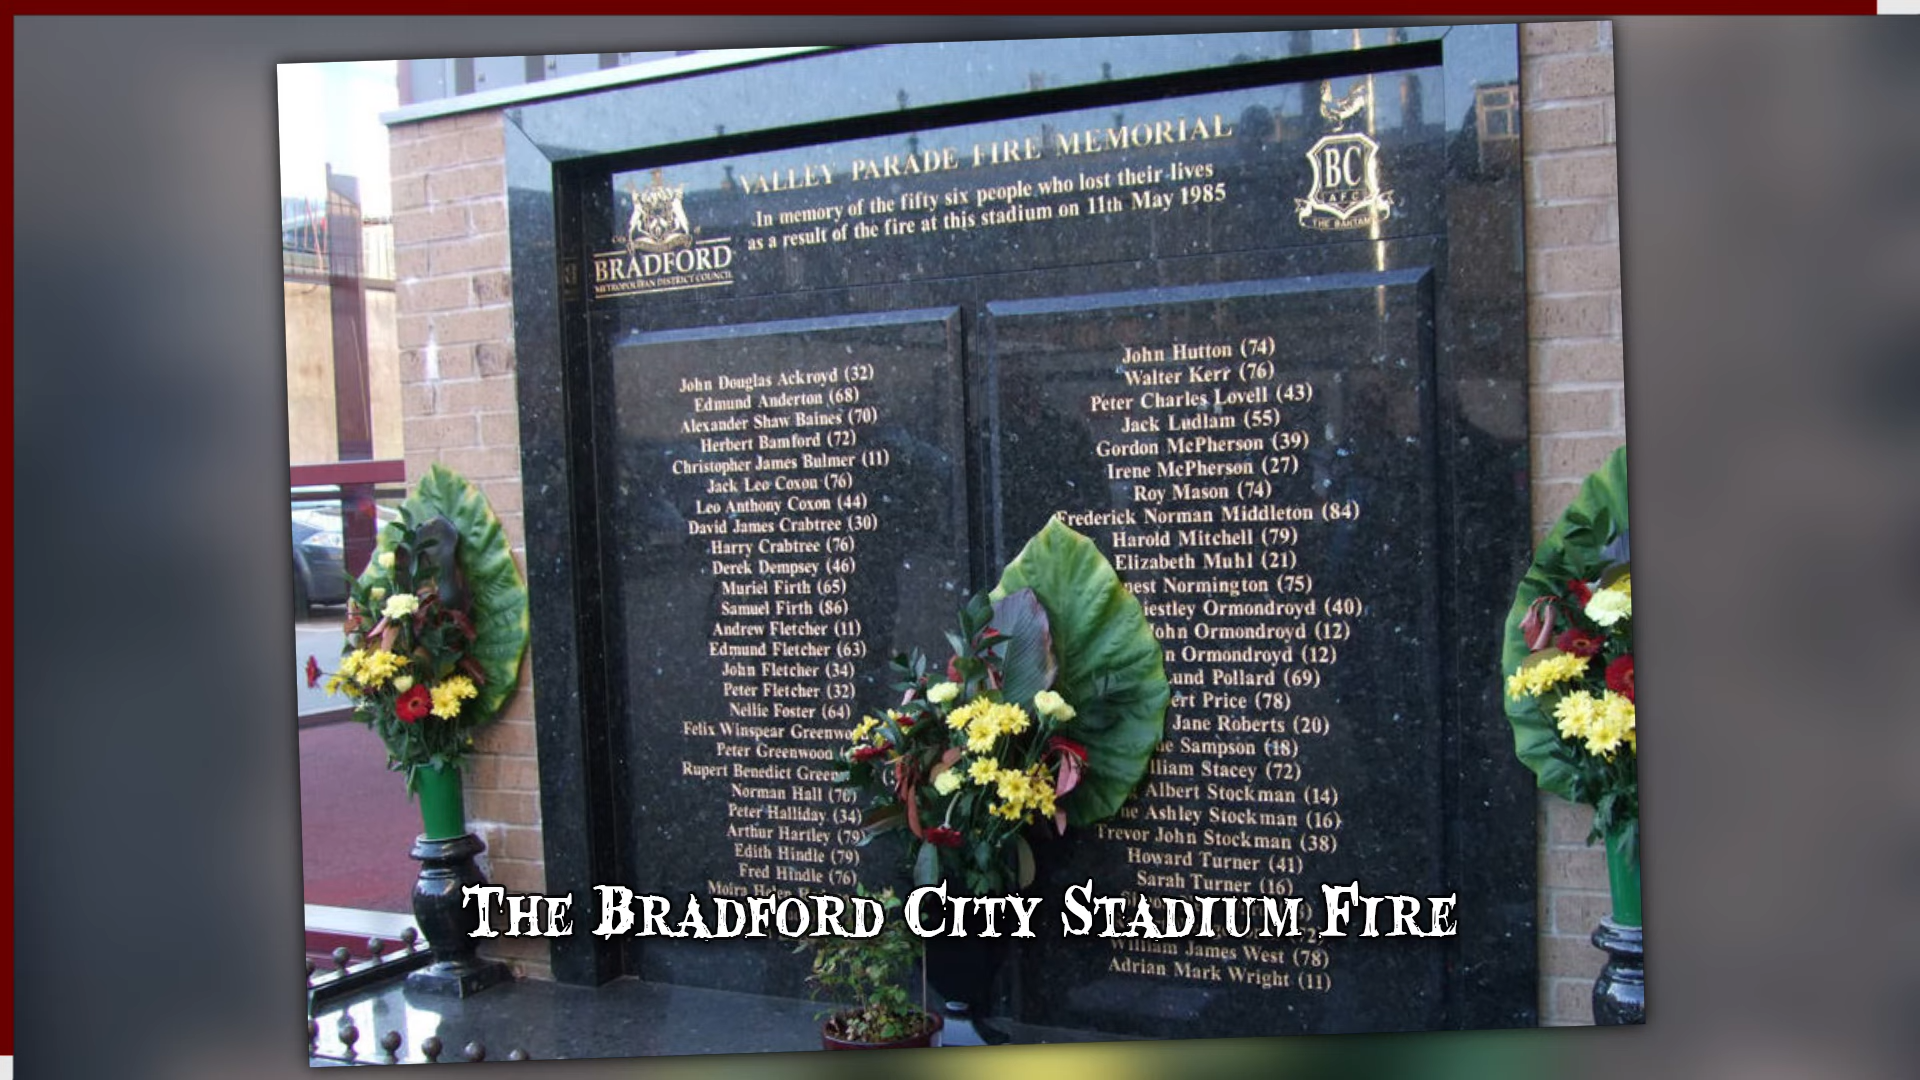 VALLEY PARADE FIRE MEMORIAL
In memory of the fifty six people who lost their lives
as a result of the fire at this stadium on 11th May 1985
BRADFORD
METROPOLITAN DISTRICT COUNCIL
BC
AFC
THE BANTAMS
John Douglas Ackroyd (32)
Edmund Anderton (68)
Alexander Shaw Baines (70)
Herbert Bamford (72)
Christopher James Bulmer (11)
Jack Leo Coxon (76)
Leo Anthony Coxon (44)
David James Crabtree (30)
Harry Crabtree (76)
Derek Dempsey (46)
Muriel Firth (65)
Samuel Firth (86)
Andrew Fletcher (11)
Edmund Fletcher (63)
John Fletcher (34)
Peter Fletcher (32)
Nellie Foster (64)
Felix Winspear
Peter Greenwood
Rupert Benedict
Norman Hall (70)
Peter Halliday (34)
Arthur Hartley (79)
Edith Hindle (79)
Fred Hindle (76)
Moira Helen
John Hutton (74)
Walter Kerr (76)
Peter Charles Lovell (43)
Jack Ludlam (55)
Gordon McPherson (39)
Irene McPherson (27)
Roy Mason (74)
Frederick Norman Middleton (84)
Harold Mitchell (79)
Elizabeth Muhl (21)
Normington (75)
Ormondroyd (40)
John Ormondroyd (12)
Ormondroyd (12)
Pollard (69)
Price (78)
Jane Roberts (20)
Sampson (18)
Stacey (72)
Albert Stockman (14)
Ashley Stockman (16)
Trevor John Stockman (38)
Howard Turner (41)
Sarah Turner (16)
William James West (78)
Adrian Mark Wright (11)
The Bradford City Stadium Fire